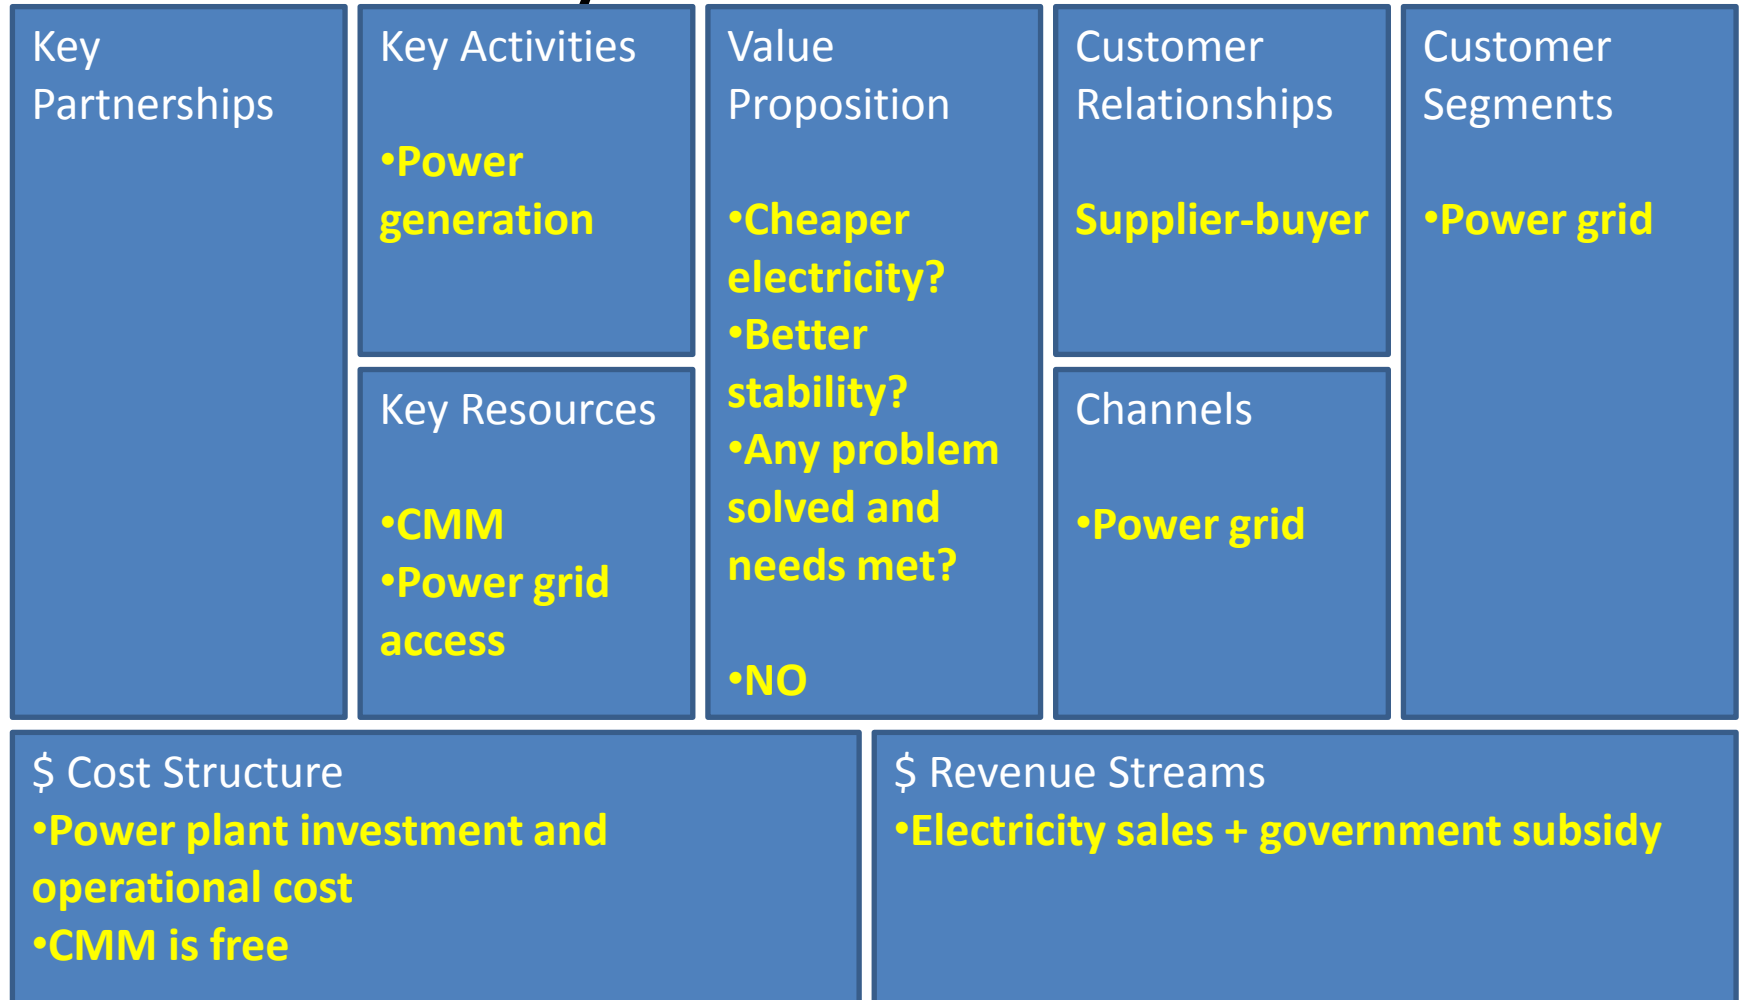 Key
Partnerships
Key Activities
•Power
generation
Key Resources
•CMM
•Power grid
access
Value
Proposition
•Cheaper
electricity?
•Better
stability?
•Any problem
solved and
needs met?
•NO
Customer
Relationships
Supplier-buyer
Channels
•Power grid
Customer
Segments
•Power grid
$ Cost Structure
•Power plant investment and
operational cost
•CMM is free
$ Revenue Streams
•Electricity sales + government subsidy